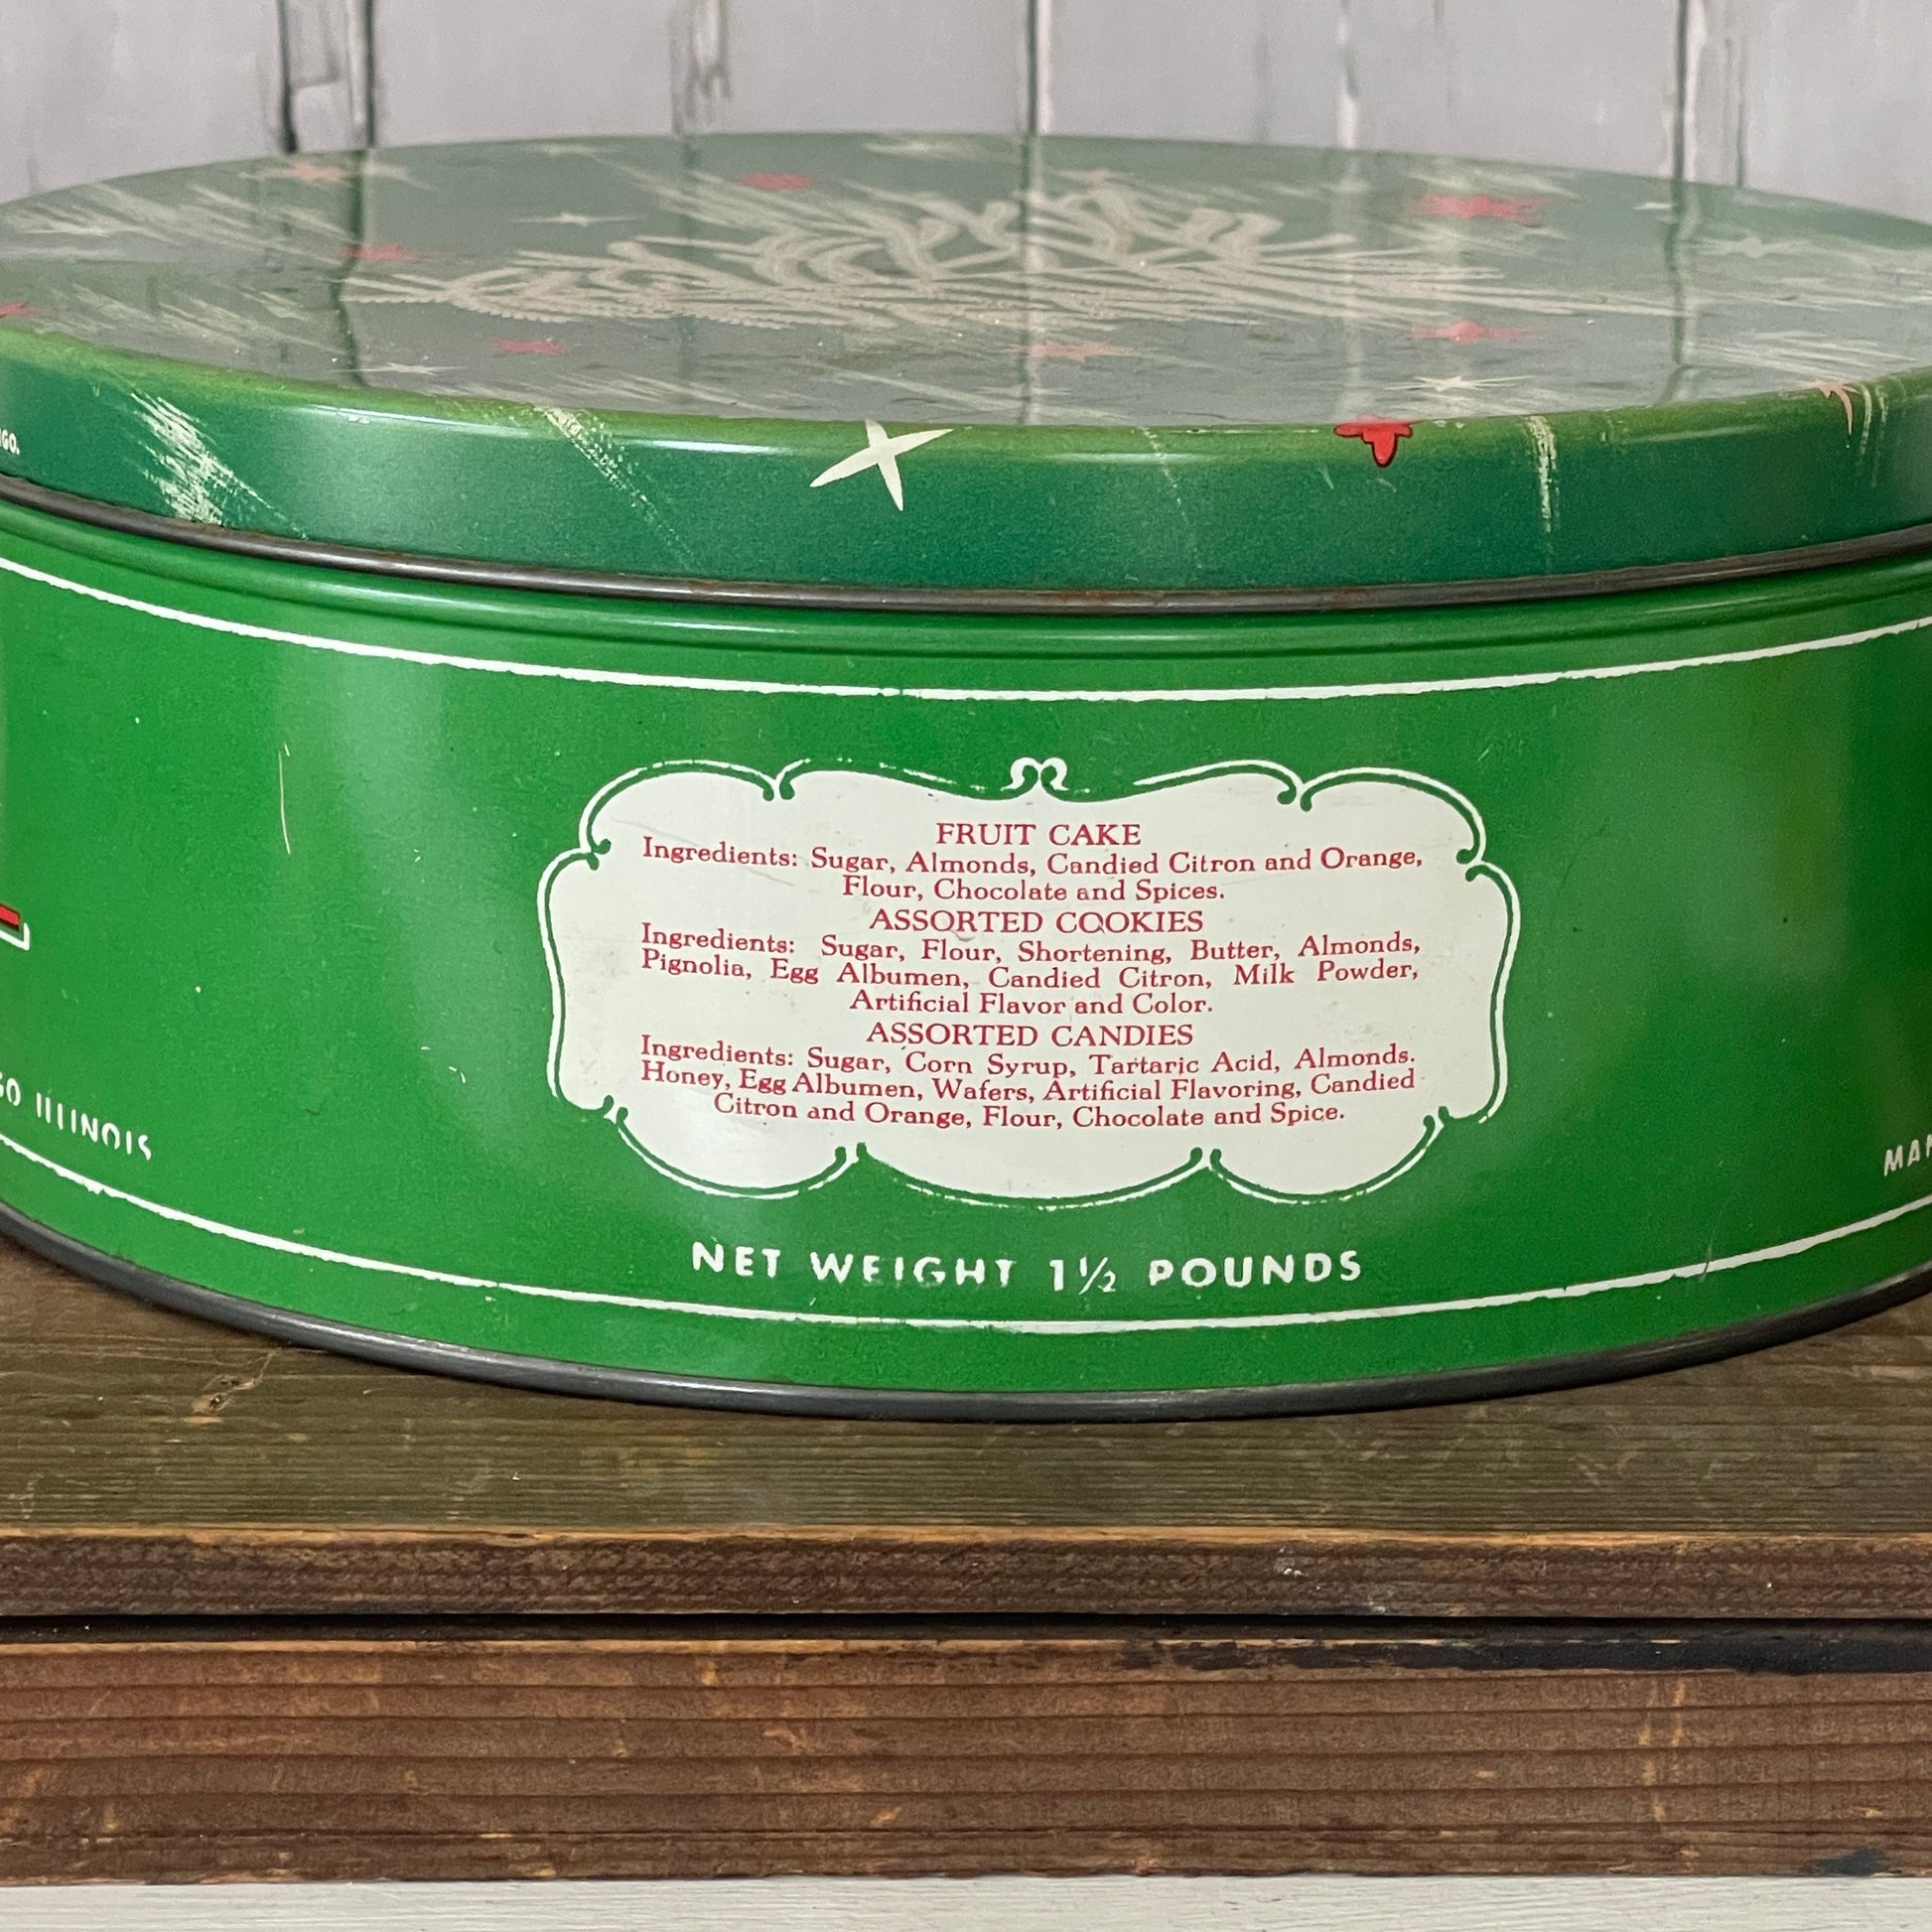 FRUIT CAKE
Ingredients: Sugar, Almonds, Candied Citron and Orange,
Flour, Chocolate and Spices.
ASSORTED COOKIES
Ingredients: Sugar, Flour, Shortening, Butter, Almonds,
Pignolia, Egg Albumen, Candied Citron, Milk Powder,
Artificial Flavor and Color.
ASSORTED CANDIES
Ingredients: Sugar, Corn Syrup, Tartaric Acid, Almonds.
Honey, Egg Albumen, Wafers, Artificial Flavoring, Candied
Citron and Orange, Flour, Chocolate and Spice.
ILLINOIS
NET WEIGHT 1½ POUNDS